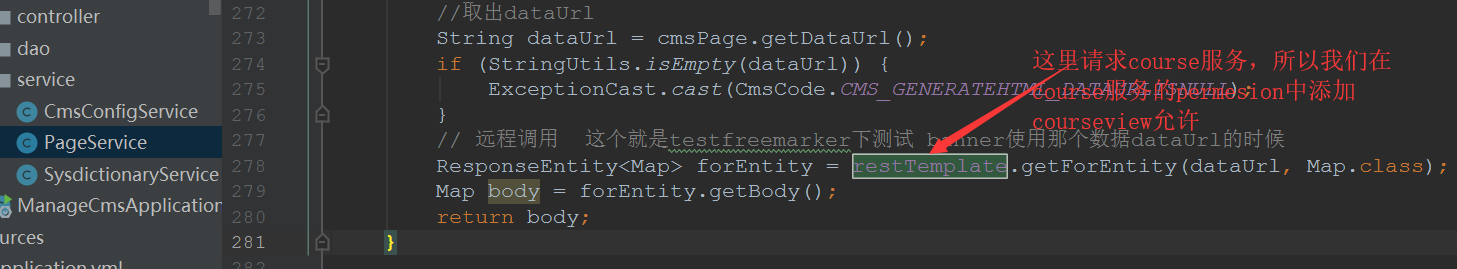 controller
dao
service
CmsConfigService
PageService
SysdictionaryService
ManageCmsApplication
ources
application.yml
272 //取出dataUrl
273 String dataUrl = cmsPage.getDataUrl();
274 if (StringUtils.isEmpty(dataUrl)) {
275 ExceptionCast.cast(CmsCode.CMS_GENERATEHTML_DATAURLISNULL);
276 }
277 // 远程调用 这个就是testfreemarker下测试 banner使用那个数据dataUrl的时候
278 ResponseEntity<Map> forEntity = restTemplate.getForEntity(dataUrl, Map.class);
279 Map body = forEntity.getBody();
280 return body;
281 }
282
这里请求course服务，所以我们在
course服务的permosion中添加
courseview允许